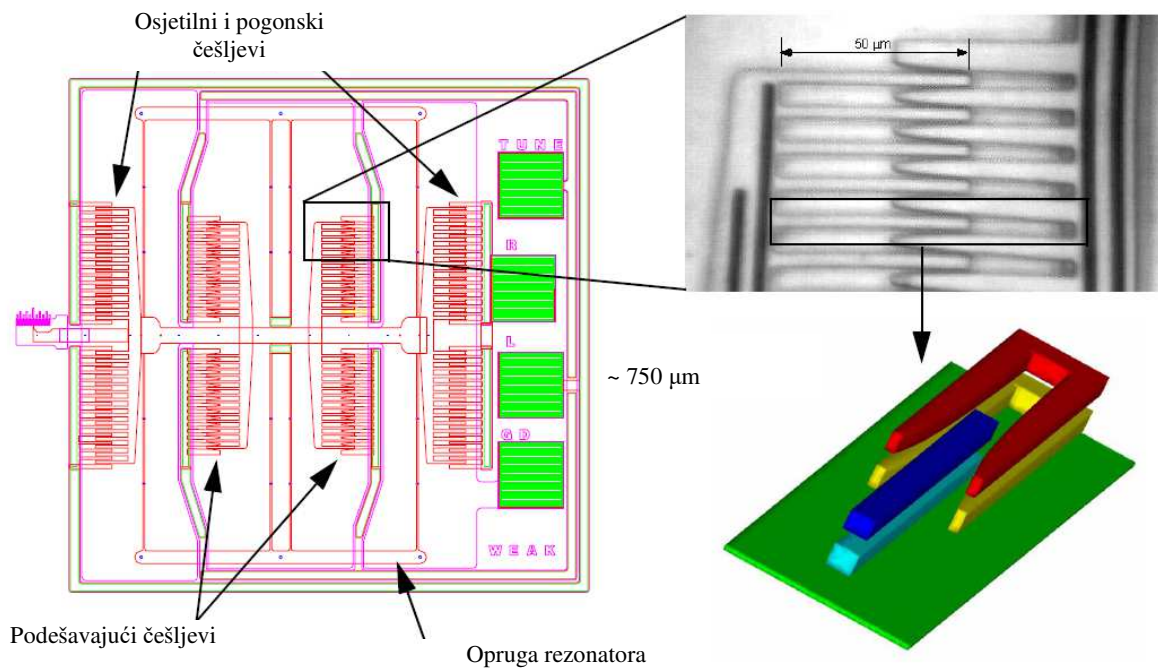 Osjetilni i pogonski
češljevi
50 µm
TUNE
R
L
~ 750 µm
GD
WEAK
Podešavajući češljevi
Opruga rezonatora